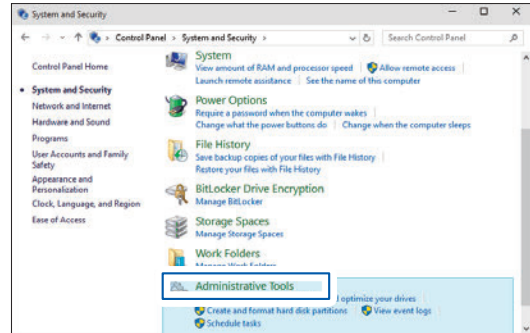 System and Security
Control Panel > System and Security >
Search Control Panel
Control Panel Home
System and Security
Network and Internet
Hardware and Sound
Programs
User Accounts and Family
Safety
Appearance and
Personalization
Clock, Language, and Region
Ease of Access
System
View amount of RAM and processor speed
Allow remote access
Launch remote assistance
See the name of this computer
Power Options
Require a password when the computer wakes
Change what the power buttons do
Change when the computer sleeps
File History
Save backup copies of your files with File History
Restore your files with File History
BitLocker Drive Encryption
Manage BitLocker
Storage Spaces
Manage Storage Spaces
Work Folders
Manage Work Folders
Administrative Tools
optimize your drives
Create and format hard disk partitions
View event logs
Schedule tasks